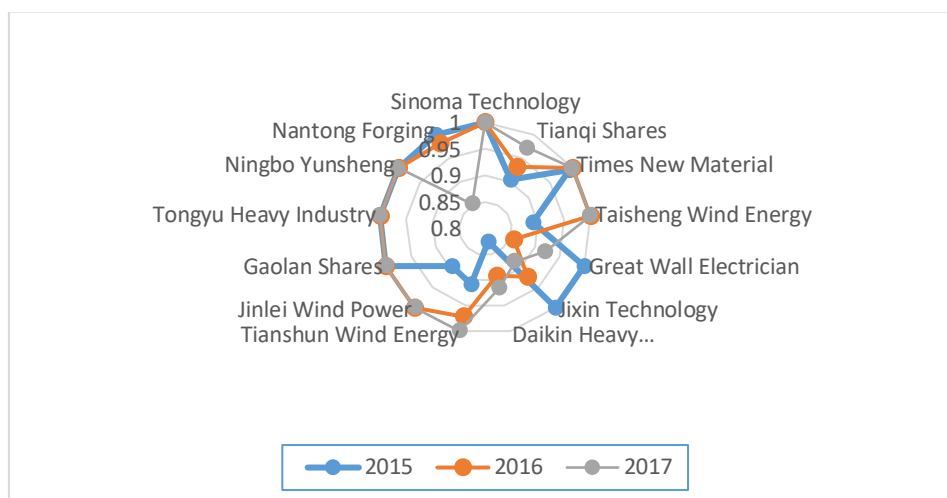 Sinoma Technology
Nantong Forging 1 Tianqi Shares
Ningbo Yunsheng 0.95 Times New Material
0.9
Tongyu Heavy Industry 0.85 Taisheng Wind Energy
0.8
Gaolan Shares Great Wall Electrician
Jinlei Wind Power Jixin Technology
Tianshun Wind Energy Daikin Heavy...
2015 2016 2017